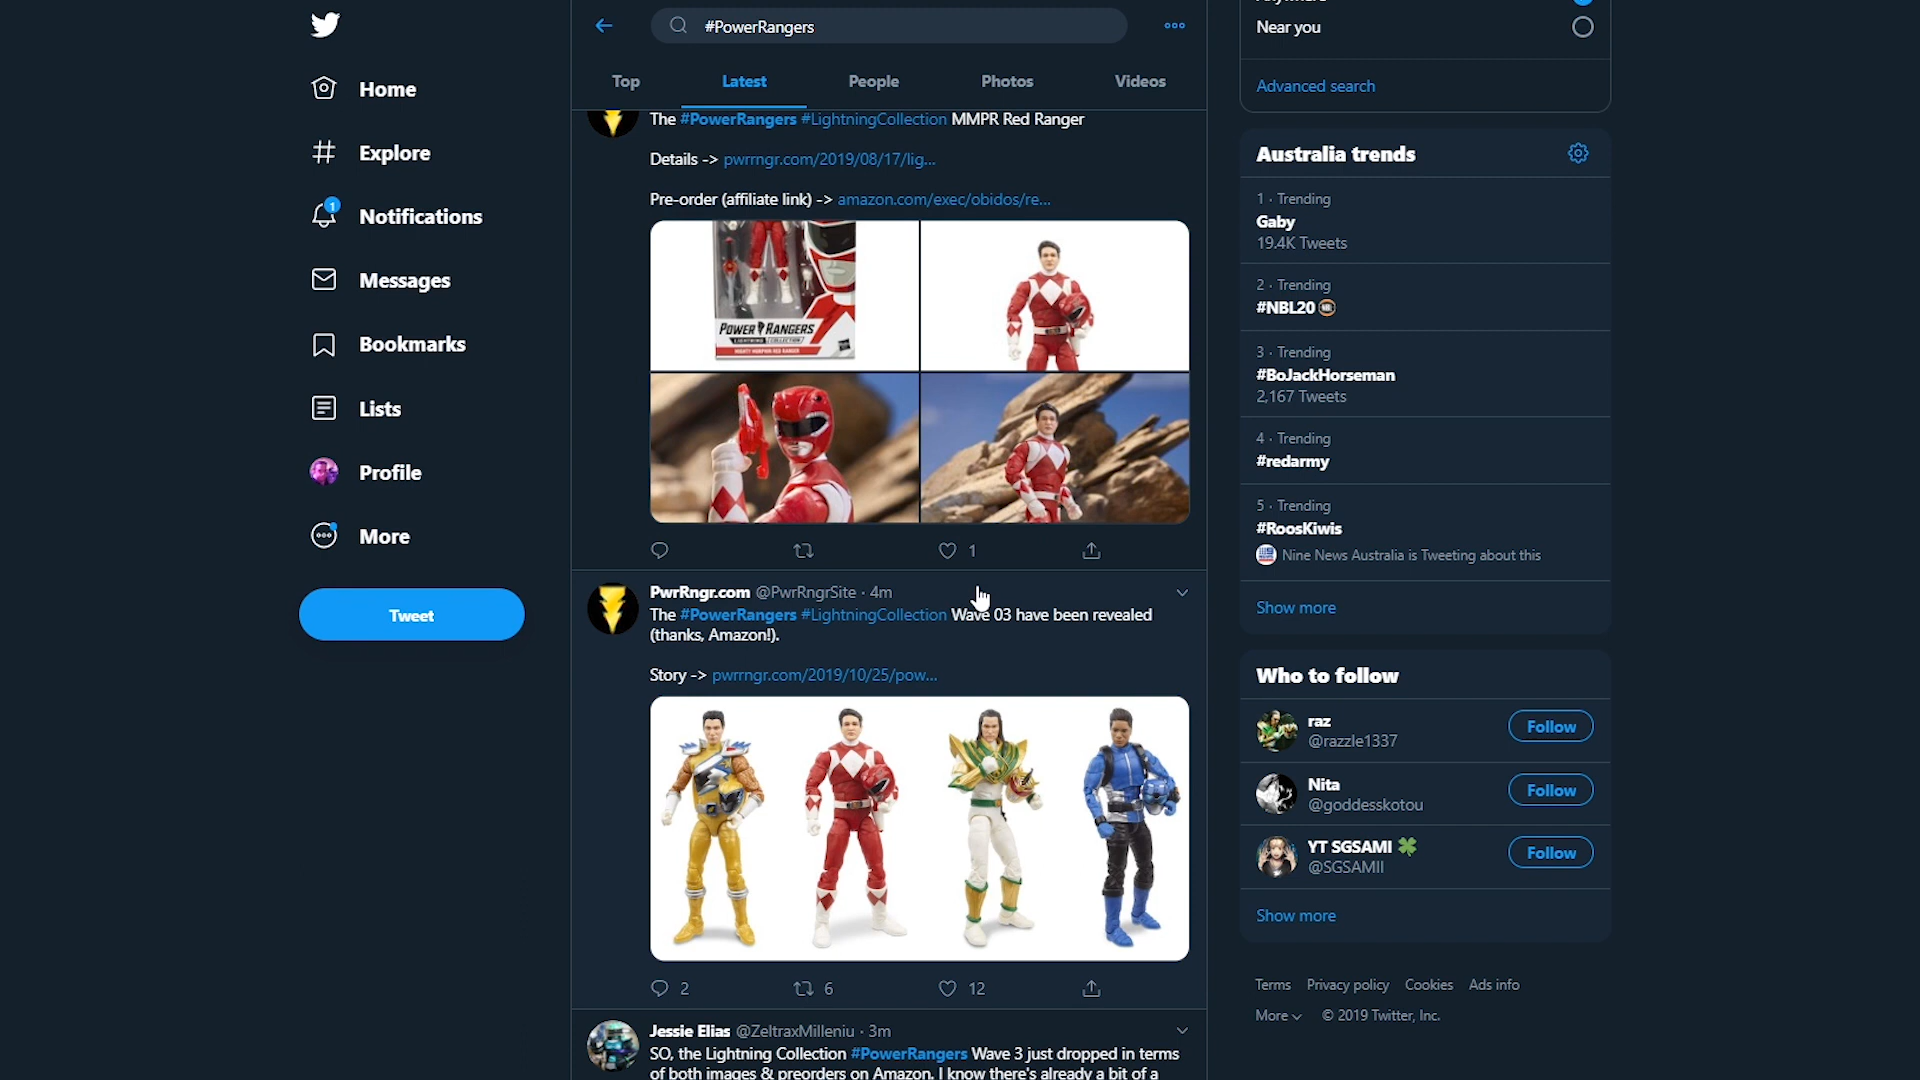 Home
Explore
1
Notifications
Messages
Bookmarks
Lists
Profile
More
Tweet
#PowerRangers
Top
Latest
People
Photos
Videos
The #PowerRangers #LightningCollection MMPR Red Ranger
Details -> pwrrngr.com/2019/08/17/lig...
Pre-order (affiliate link) -> amazon.com/exec/obidos/re...
POWER RANGERS
LIGHTNING COLLECTION
MIGHTY MORPHIN RED RANGER
1
PwrRngr.com @PwrRngrSite · 4m
The #PowerRangers #LightningCollection Wave 03 have been revealed
(thanks, Amazon!).
Story -> pwrrngr.com/2019/10/25/pow...
2
6
12
Jessie Elias @ZeltraxMilleniu · 3m
SO, the Lightning Collection #PowerRangers Wave 3 just dropped in terms
of both images & preorders on Amazon. I know there's already a bit of a
Near you
Advanced search
Australia trends
1 · Trending
Gaby
19.4K Tweets
2 · Trending
#NBL20
3 · Trending
#BoJackHorseman
2,167 Tweets
4 · Trending
#redarmy
5 · Trending
#RoosKiwis
Nine News Australia is Tweeting about this
Show more
Who to follow
raz
@razzle1337
Follow
Nita
@goddesskotou
Follow
YT SGSAMI 🍀
@SGSAMII
Follow
Show more
Terms Privacy policy Cookies Ads info
More © 2019 Twitter, Inc.